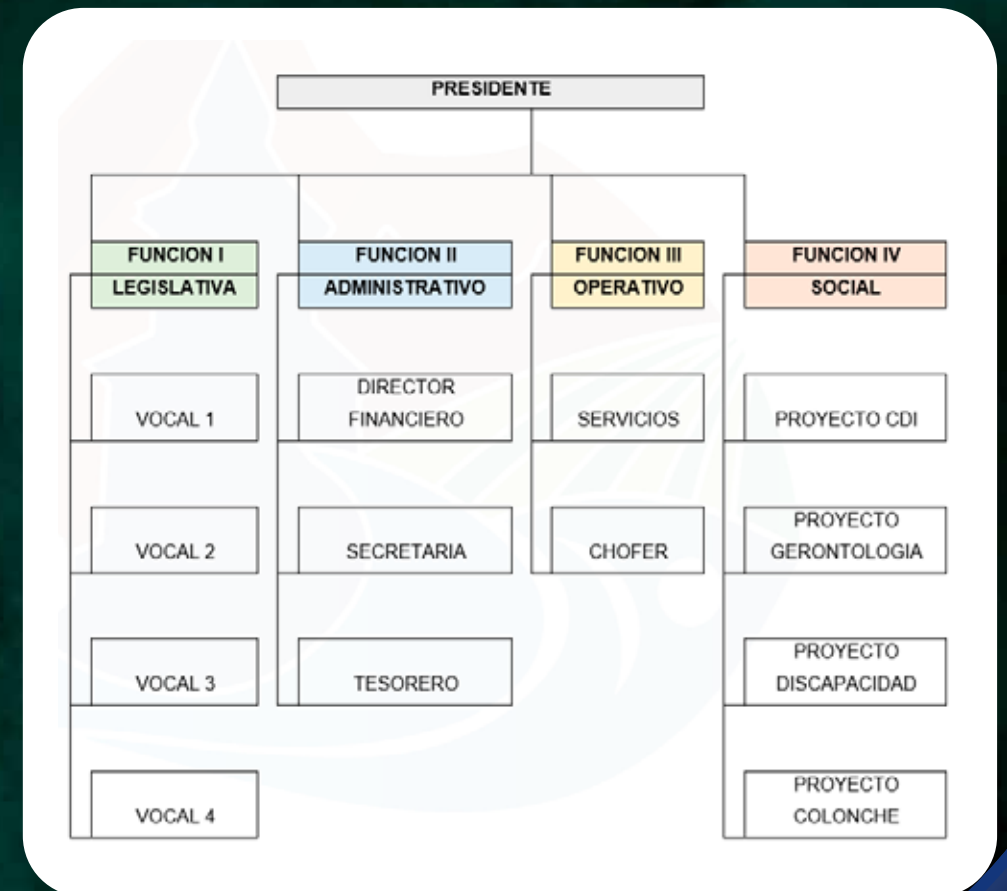 PRESIDENTE
FUNCION I
LEGISLATIVA
VOCAL 1
VOCAL 2
VOCAL 3
VOCAL 4
FUNCION II
ADMINISTRATIVO
DIRECTOR
FINANCIERO
SECRETARIA
TESORERO
FUNCION III
OPERATIVO
SERVICIOS
CHOFER
FUNCION IV
SOCIAL
PROYECTO CDI
PROYECTO
GERONTOLOGIA
PROYECTO
DISCAPACIDAD
PROYECTO
COLONCHE